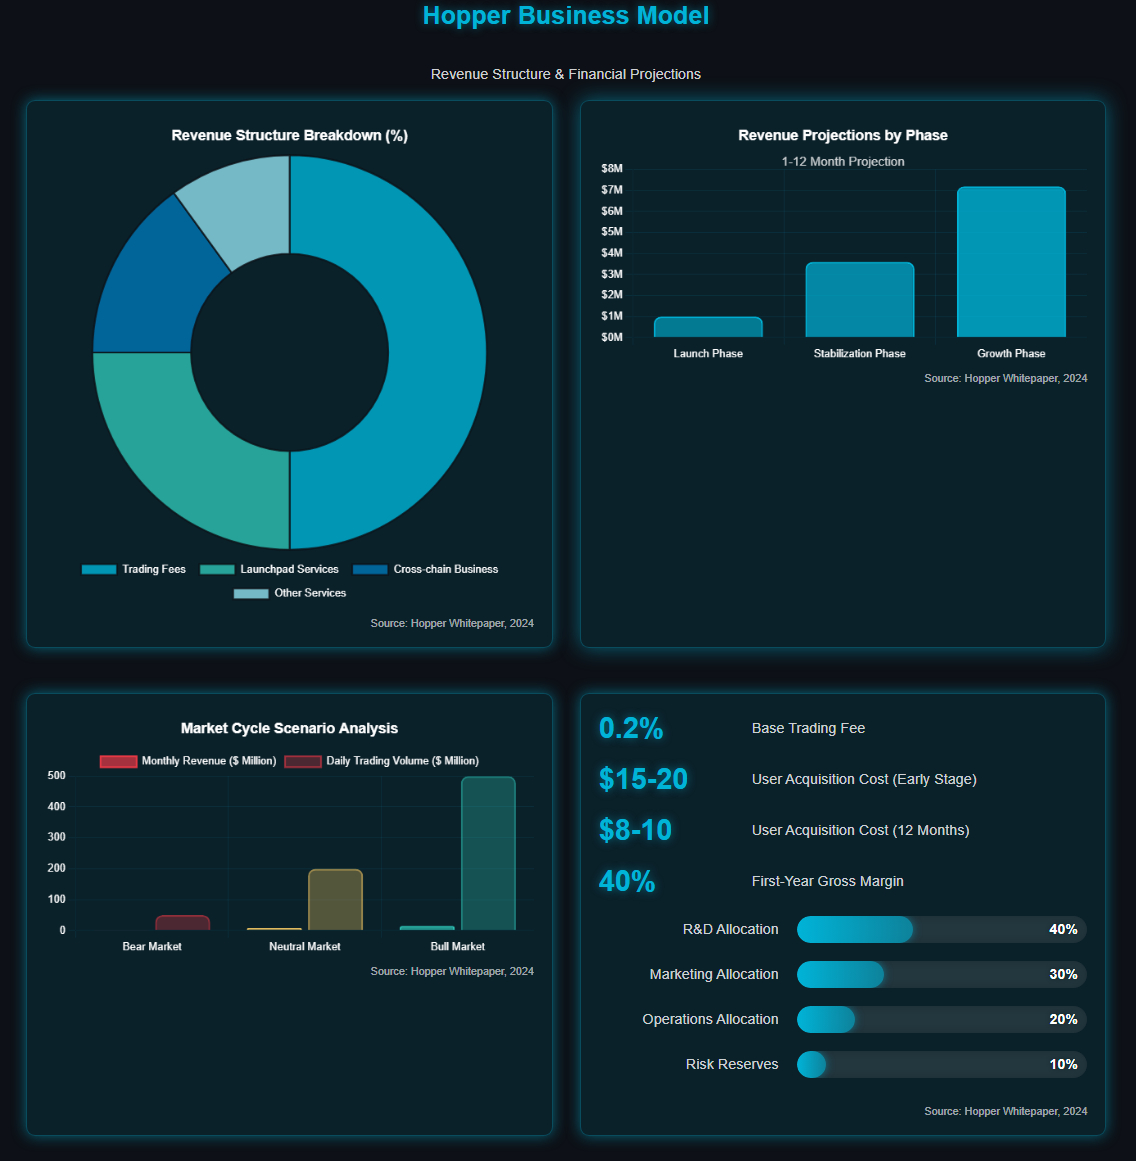 Hopper Business Model
Revenue Structure & Financial Projections
Revenue Structure Breakdown (%)
Trading Fees
Launchpad Services
Cross-chain Business
Other Services
Source: Hopper Whitepaper, 2024
Revenue Projections by Phase
1-12 Month Projection
$8M
$7M
$6M
$5M
$4M
$3M
$2M
$1M
$0M
Launch Phase
Stabilization Phase
Growth Phase
Source: Hopper Whitepaper, 2024
Market Cycle Scenario Analysis
Monthly Revenue ($ Million)
Daily Trading Volume ($ Million)
500
400
300
200
100
0
Bear Market
Neutral Market
Bull Market
Source: Hopper Whitepaper, 2024
0.2% Base Trading Fee
$15-20 User Acquisition Cost (Early Stage)
$8-10 User Acquisition Cost (12 Months)
40% First-Year Gross Margin
R&D Allocation 40%
Marketing Allocation 30%
Operations Allocation 20%
Risk Reserves 10%
Source: Hopper Whitepaper, 2024